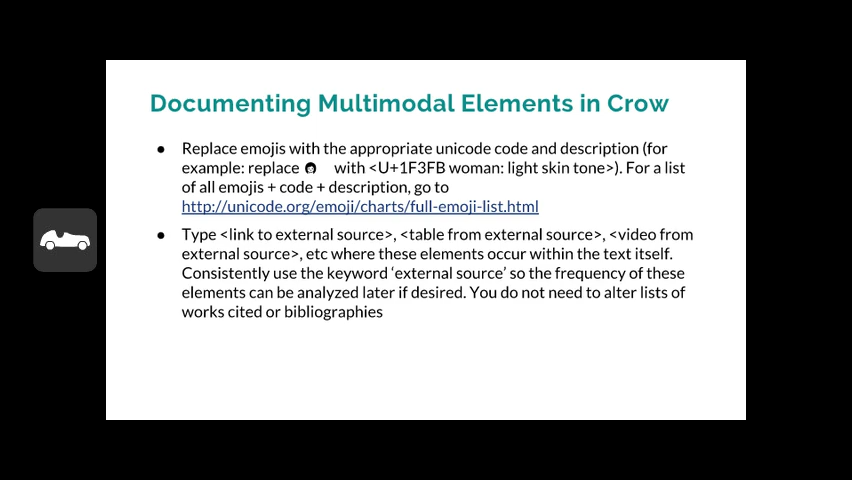 Documenting Multimodal Elements in Crow
● Replace emojis with the appropriate unicode code and description (for
example: replace with <U+1F3FB woman: light skin tone>). For a list
of all emojis + code + description, go to
http://unicode.org/emoji/charts/full-emoji-list.html
● Type <link to external source>, <table from external source>, <video from
external source>, etc where these elements occur within the text itself.
Consistently use the keyword ‘external source’ so the frequency of these
elements can be analyzed later if desired. You do not need to alter lists of
works cited or bibliographies